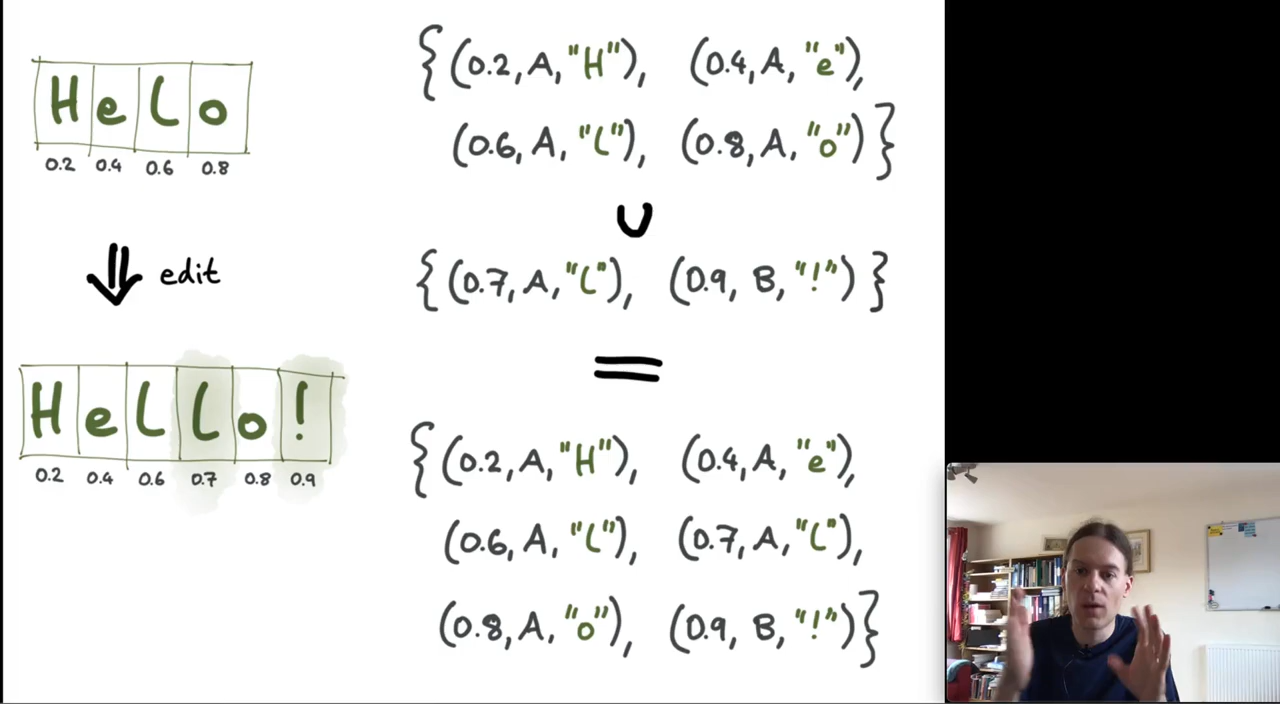 H e l o
0.2 0.4 0.6 0.8
⇓ edit
H e l l o !
0.2 0.4 0.6 0.7 0.8 0.9
{(0.2, A, "H"), (0.4, A, "e"),
(0.6, A, "l"), (0.8, A, "o")}
∪
{(0.7, A, "l"), (0.9, B, "!")}
=
{(0.2, A, "H"), (0.4, A, "e"),
(0.6, A, "l"), (0.7, A, "l"),
(0.8, A, "o"), (0.9, B, "!")}